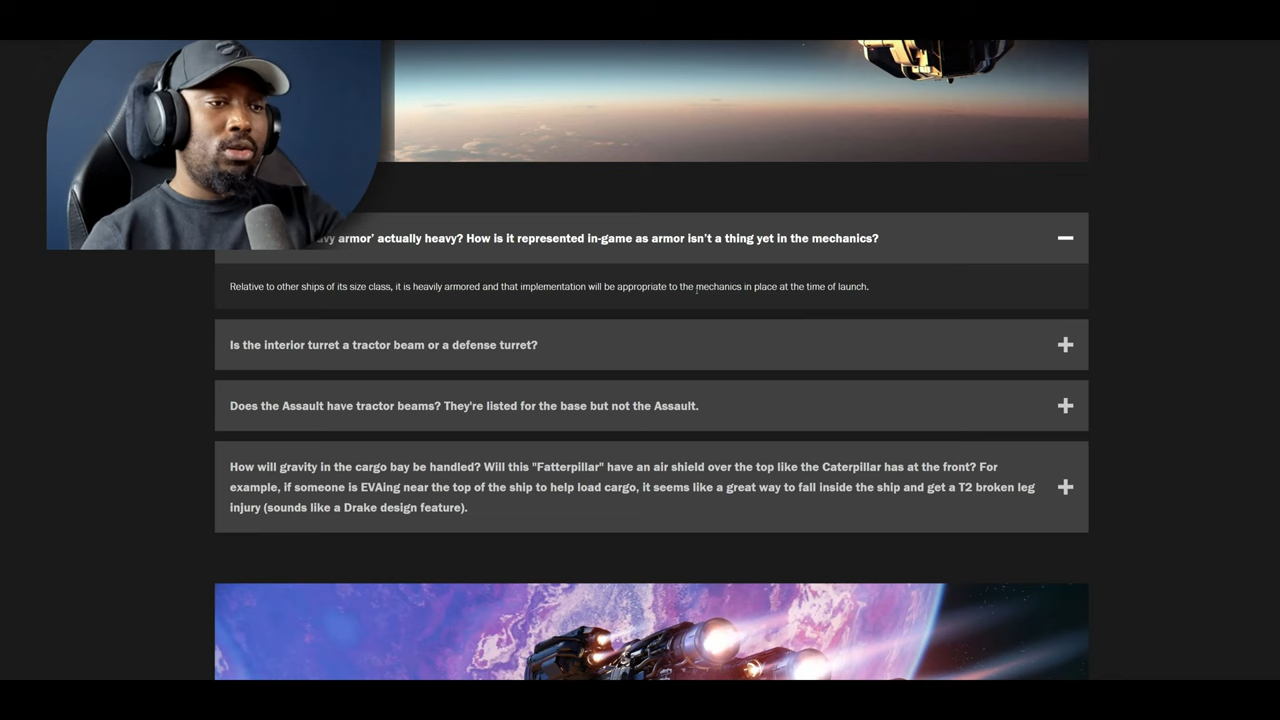 armor’ actually heavy? How is it represented in-game as armor isn’t a thing yet in the mechanics?
Relative to other ships of its size class, it is heavily armored and that implementation will be appropriate to the mechanics in place at the time of launch.
Is the interior turret a tractor beam or a defense turret?
Does the Assault have tractor beams? They're listed for the base but not the Assault.
How will gravity in the cargo bay be handled? Will this "Fatterpillar" have an air shield over the top like the Caterpillar has at the front? For
example, if someone is EVAing near the top of the ship to help load cargo, it seems like a great way to fall inside the ship and get a T2 broken leg
injury (sounds like a Drake design feature).